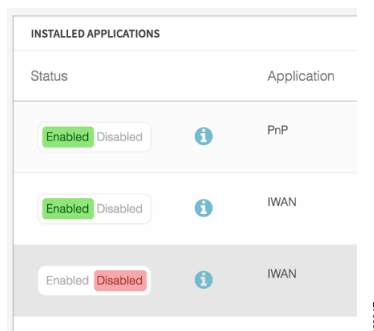 INSTALLED APPLICATIONS
Status Application
Enabled Disabled PnP
Enabled Disabled IWAN
Enabled Disabled IWAN